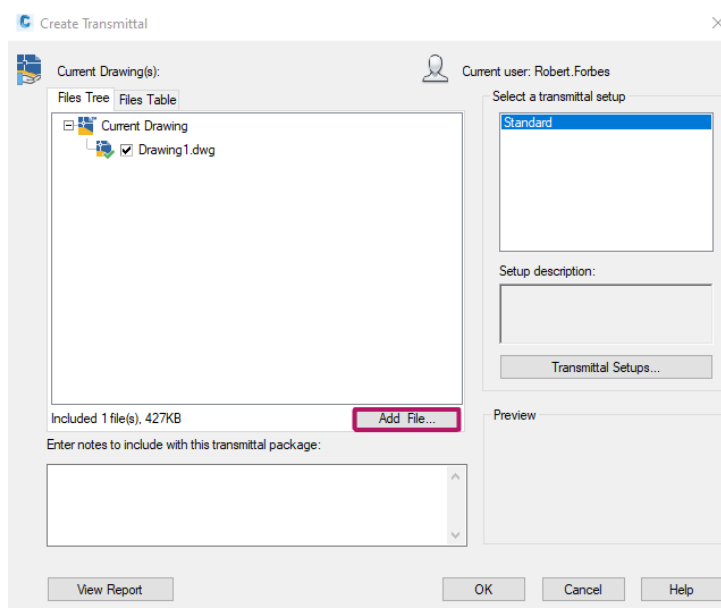 Create Transmittal
Current Drawing(s):
Current user: Robert.Forbes
Files Tree Files Table
Current Drawing
Drawing1.dwg
Included 1 file(s), 427KB
Add File...
Enter notes to include with this transmittal package:
Select a transmittal setup
Standard
Setup description:
Transmittal Setups...
Preview
View Report
OK Cancel Help